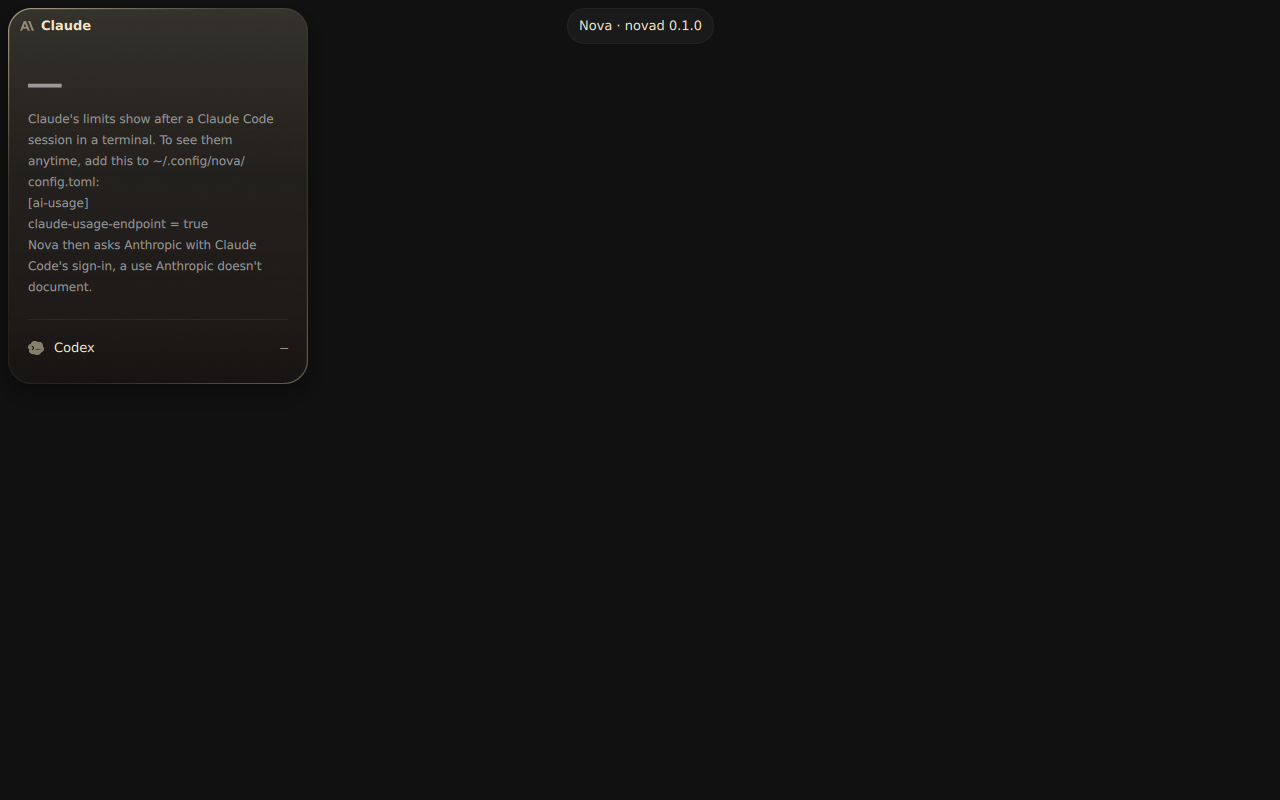 Claude
Nova · novad 0.1.0
—
Claude's limits show after a Claude Code
session in a terminal. To see them
anytime, add this to ~/.config/nova/
config.toml:
[ai-usage]
claude-usage-endpoint = true
Nova then asks Anthropic with Claude
Code's sign-in, a use Anthropic doesn't
document.
Codex –